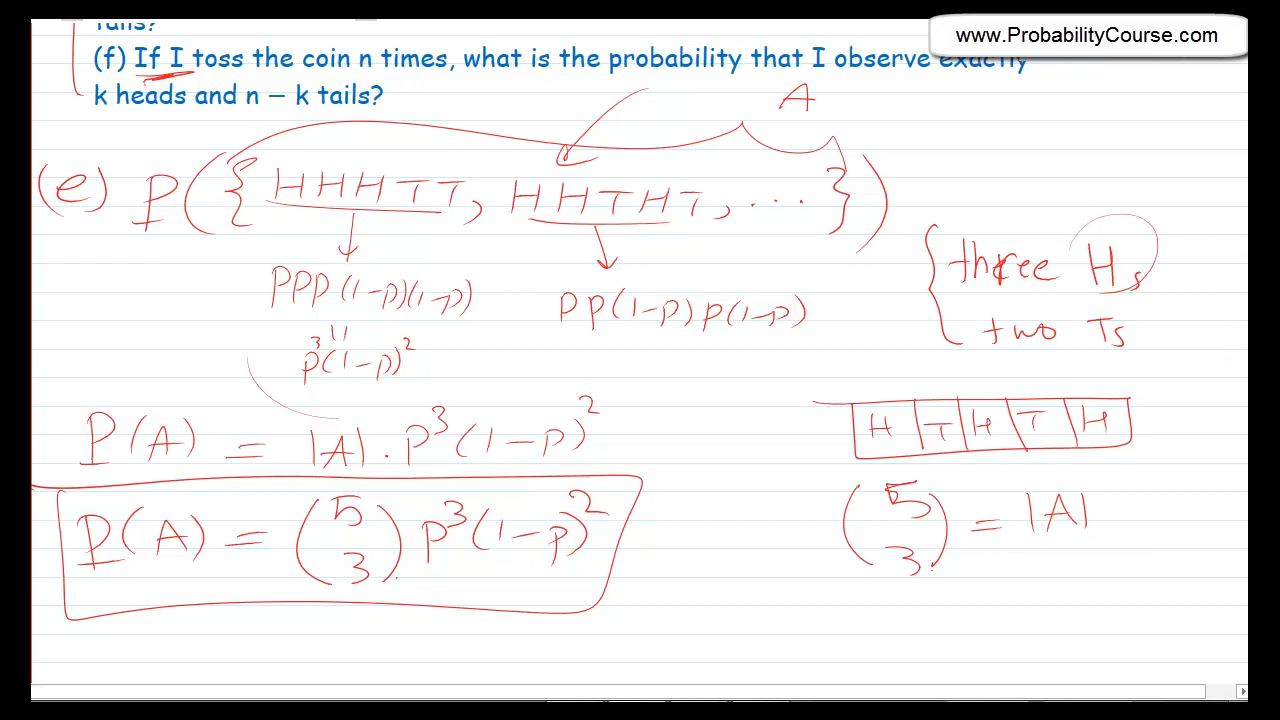 tails?
www.ProbabilityCourse.com
(f) If I toss the coin n times, what is the probability that I observe exactly
k heads and n − k tails?
A
(e) P({HHHTT, HHTHT, ...})
PPP(1-p)(1-p)
PP(1-p)P(1-p)
three Hs
two Ts
p³(1-p)²
P(A) = |A| . P³(1-p)²
H T H T H
P(A) = (5 3) P³(1-p)²
(5 3) = |A|